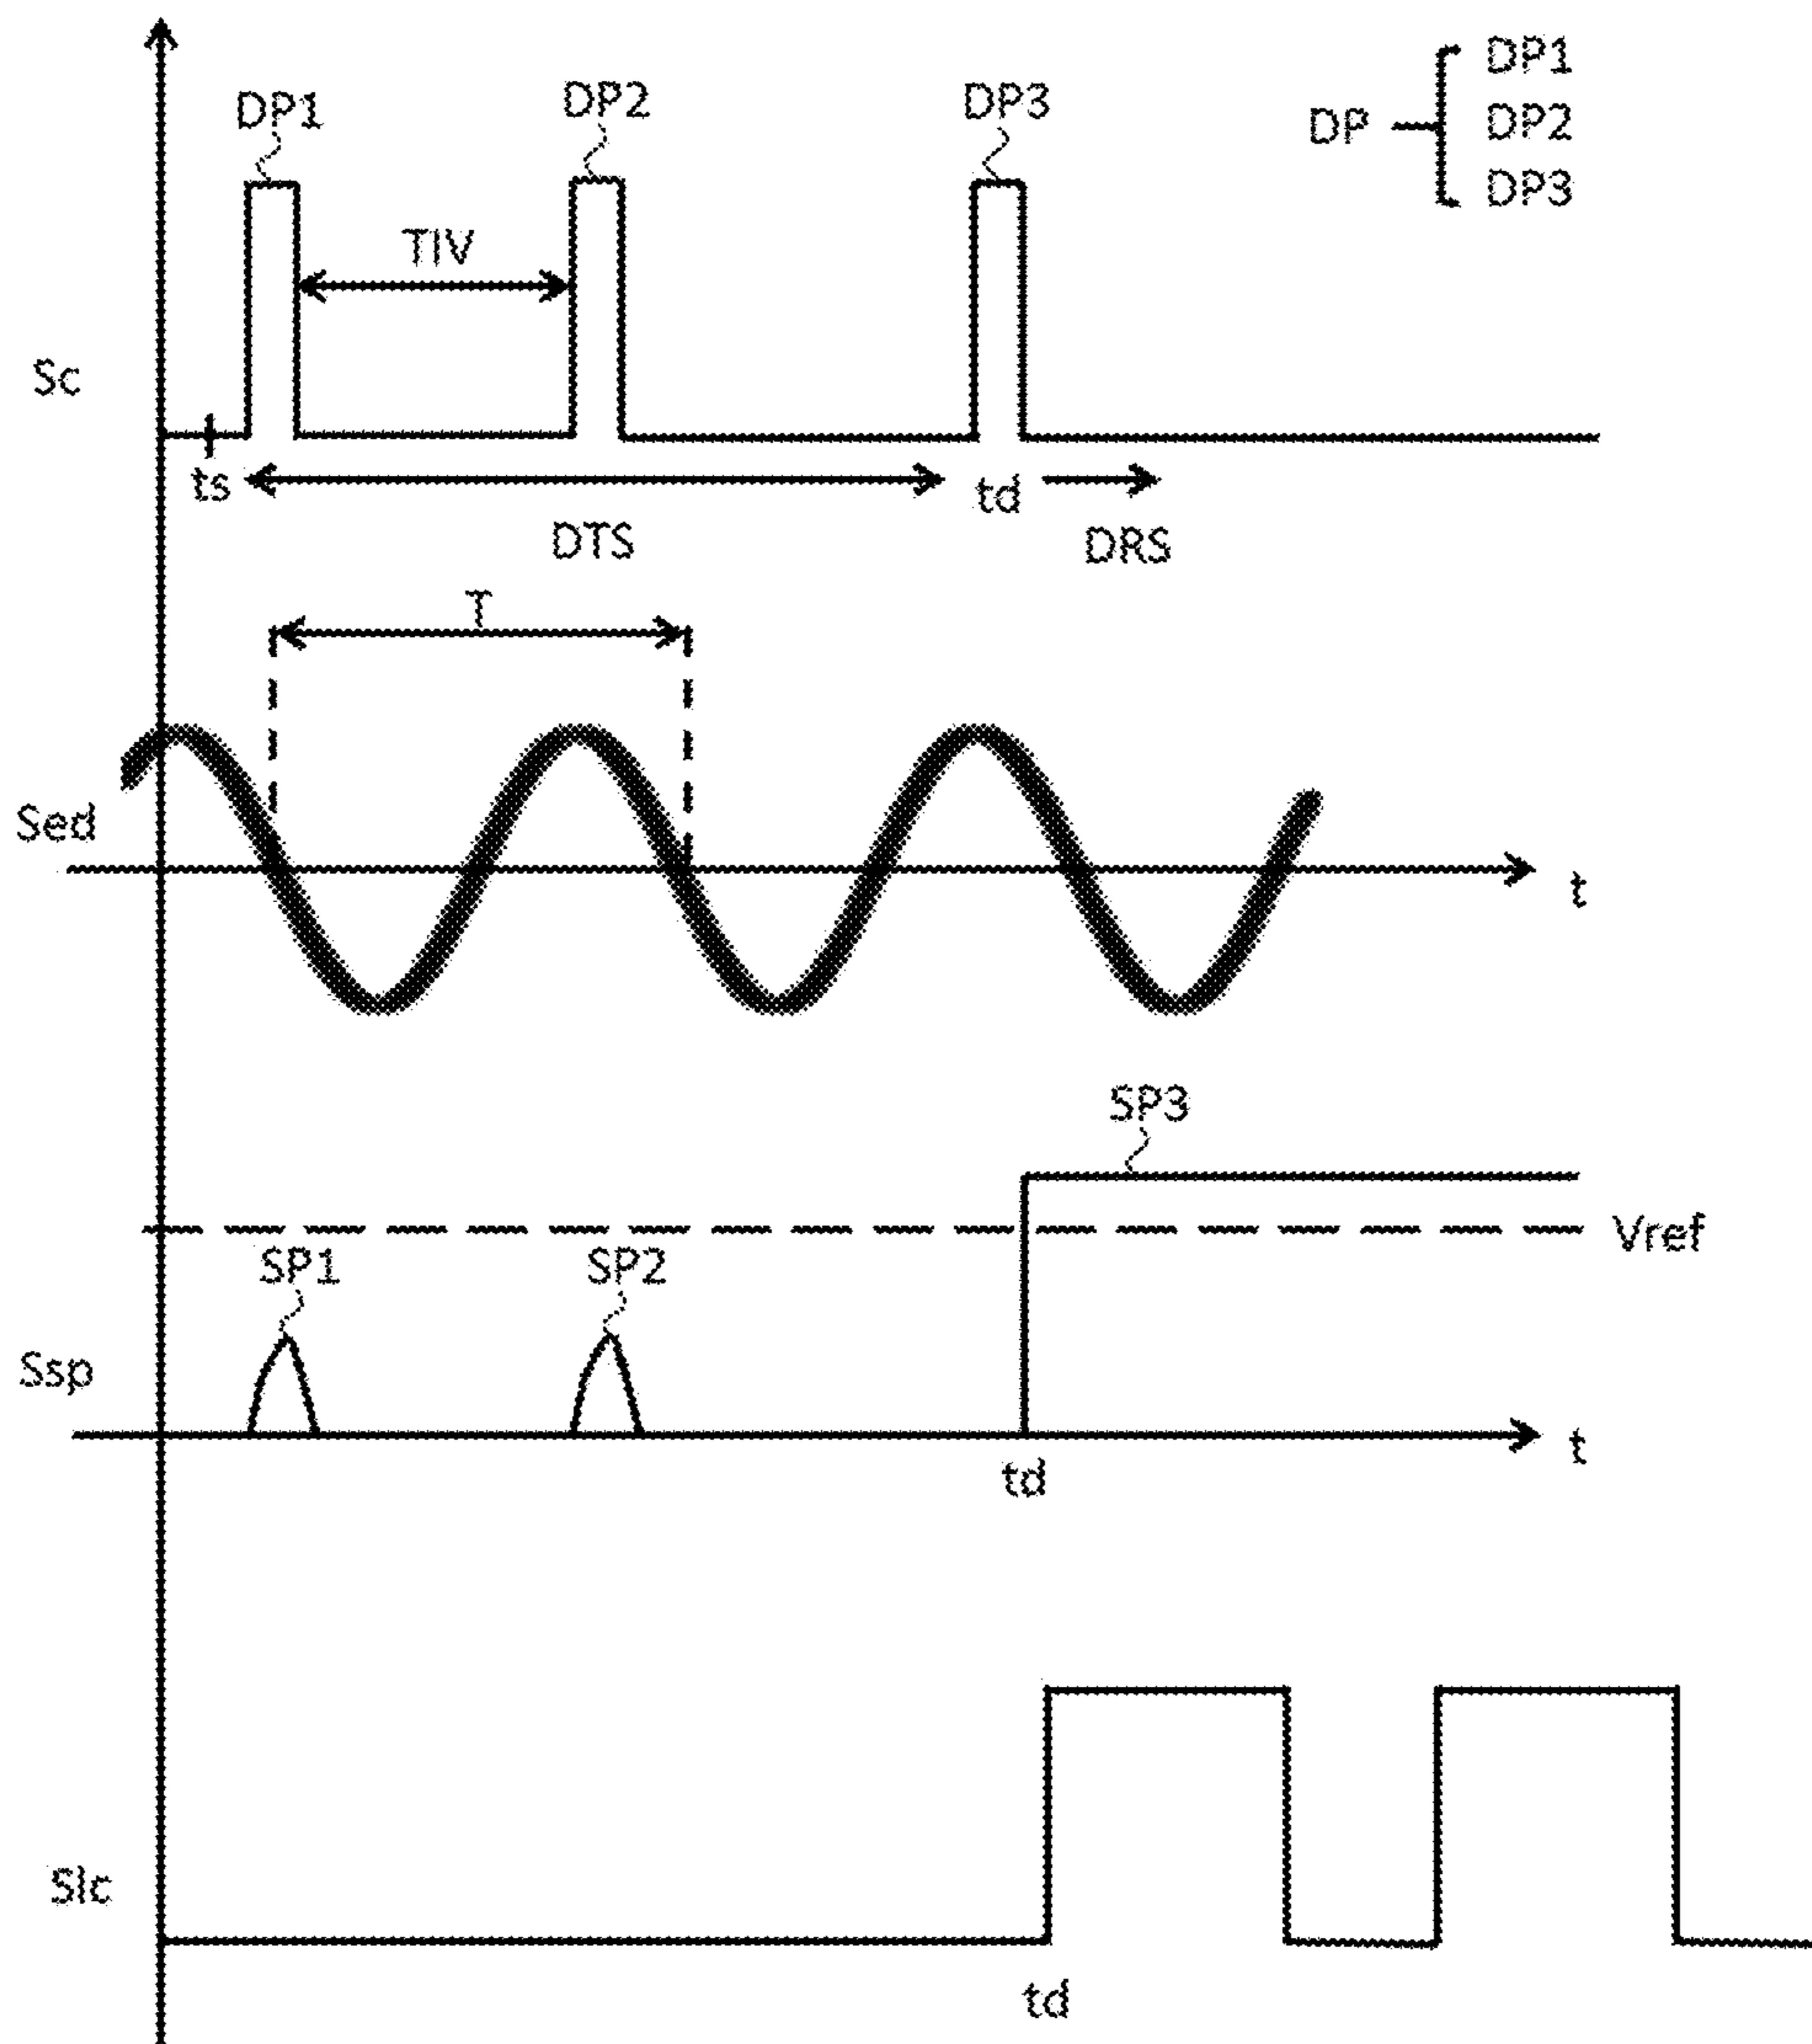 DP1
DP2
DP3
DP
DP1
DP2
DP3
TIV
Sc
ts
td
DTS
DRS
T
Sed
t
SP3
Vref
SP1
SP2
Ssp
t
td
Slc
td